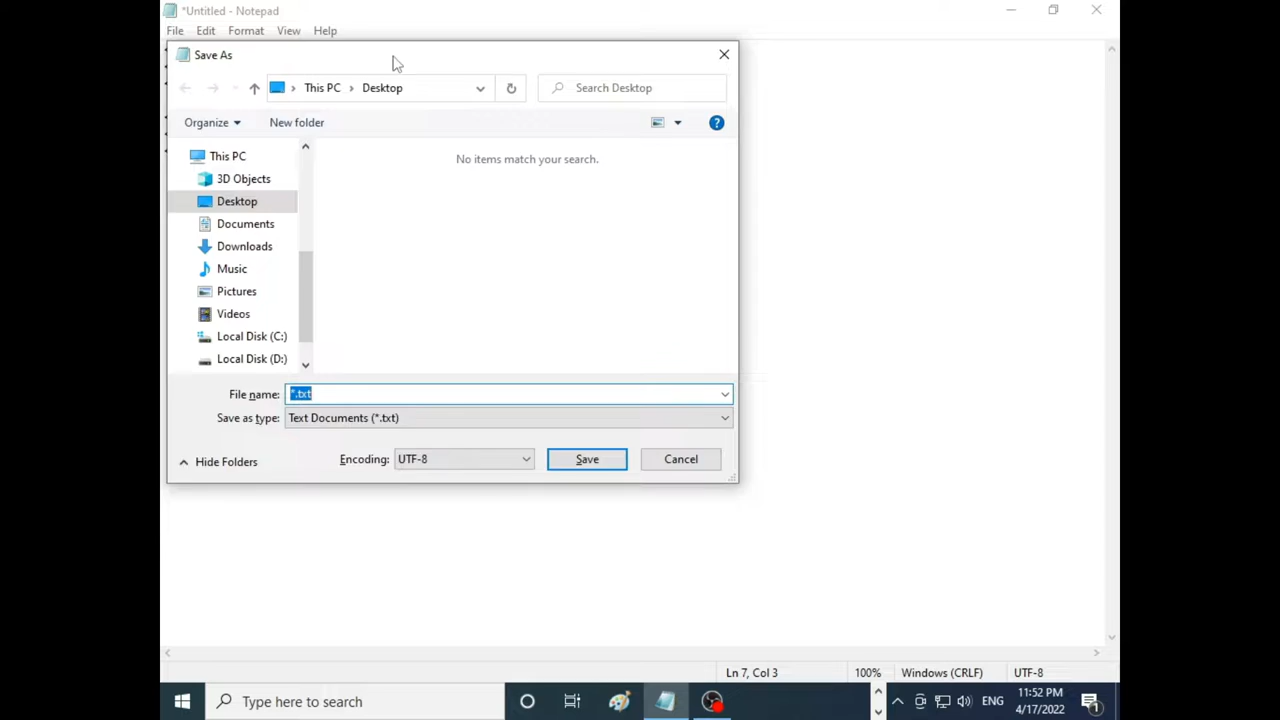 *Untitled - Notepad
File Edit Format View Help
Save As
This PC Desktop
Search Desktop
Organize New folder
This PC
3D Objects
Desktop
Documents
Downloads
Music
Pictures
Videos
Local Disk (C:)
Local Disk (D:)
No items match your search.
File name: *.txt
Save as type: Text Documents (*.txt)
Hide Folders
Encoding: UTF-8
Save
Cancel
Ln 7, Col 3 100% Windows (CRLF) UTF-8
Type here to search
ENG
11:52 PM
4/17/2022
1